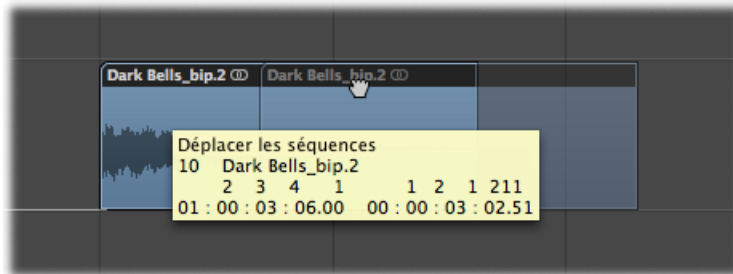 Dark Bells_bip.2 Dark Bells_bip.2
Déplacer les séquences
10 Dark Bells_bip.2
2 3 4 1 1 2 1 211
01 : 00 : 03 : 06.00 00 : 00 : 03 : 02.51